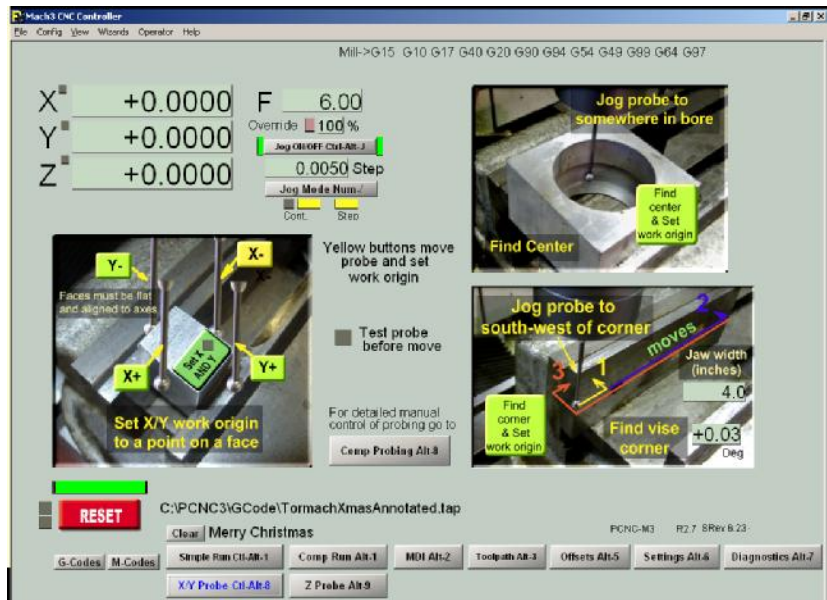 Mach3 CNC Controller
File Config View Wizards Operator Help
Mill->G15 G10 G17 G40 G20 G90 G94 G54 G49 G99 G64 G97
X +0.0000
Y +0.0000
Z +0.0000
F 6.00
Override 100 %
Jog ON/OFF Ctrl-Alt-J
0.0050 Step
Jog Mode Num-/
Cont. Step
Jog probe to
somewhere in bore
Find
center
& Set
work origin
Find Center
Y-
X-
X-
Faces must be flat
and aligned to axes
X+
Set X
AND Y
Y+
Set X/Y work origin
to a point on a face
Yellow buttons move
probe and set
work origin
Test probe
before move
For detailed manual
control of probing go to
Comp Probing Alt-8
Jog probe to
south-west of corner
2
moves
1
3
Jaw width
(inches)
4.0
Find
corner
& Set
work origin
Find vise
corner
+0.03
Deg
RESET
C:\PCNC3\GCode\TormachXmasAnnotated.tap
Clear Merry Christmas
PCNC-M3 R2.7 SRev 6.23-
G-Codes M-Codes
Simple Run Ctl-Alt-1 Comp Run Alt-1 MDI Alt-2 Toolpath Alt-3 Offsets Alt-5 Settings Alt-6 Diagnostics Alt-7
X/Y Probe Ctl-Alt-8 Z Probe Alt-9